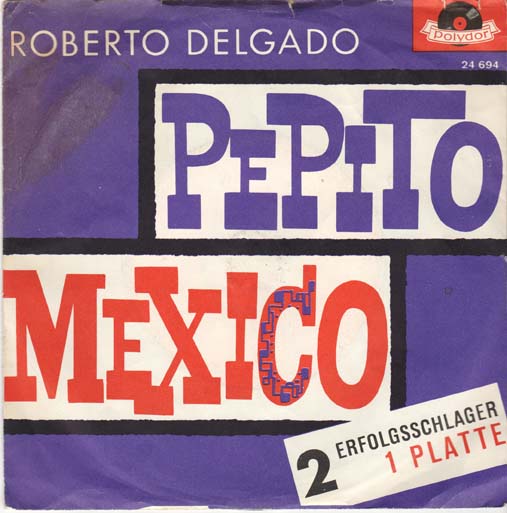 ROBERTO DELGADO
Polydor
24 694
PEPITO
MEXICO
2 ERFOLGSSCHLAGER
1 PLATTE